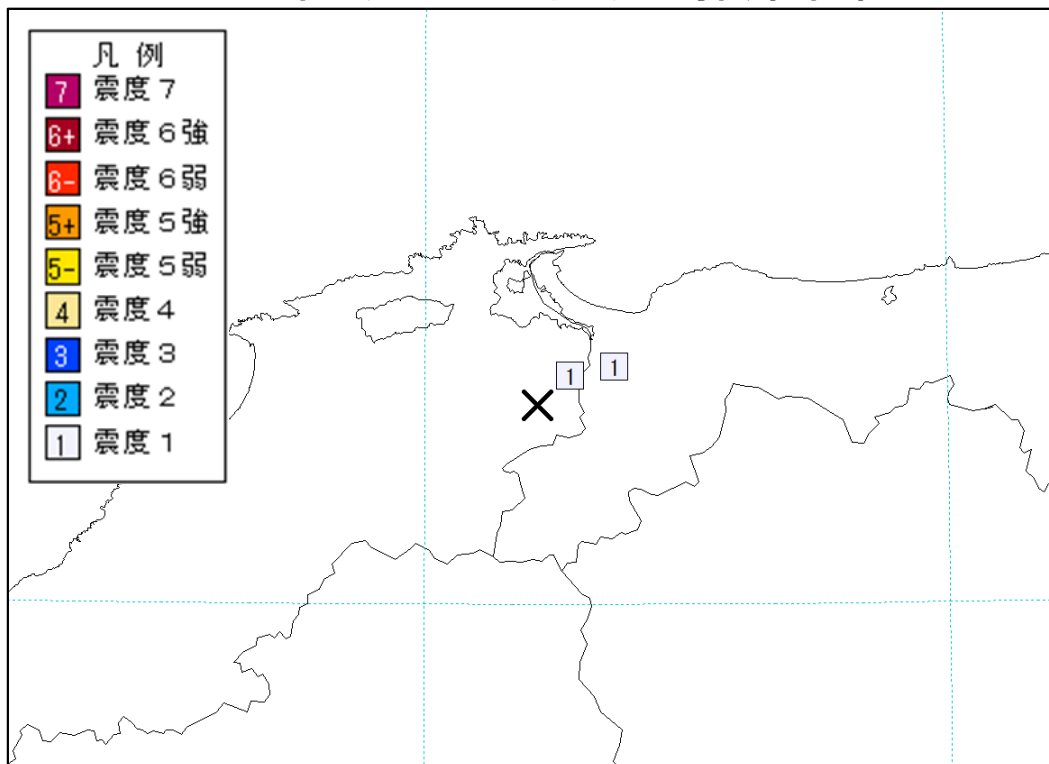 凡 例
7 震度７
6+ 震度６強
6- 震度６弱
5+ 震度５強
5- 震度５弱
4 震度４
3 震度３
2 震度２
1 震度１
1
1